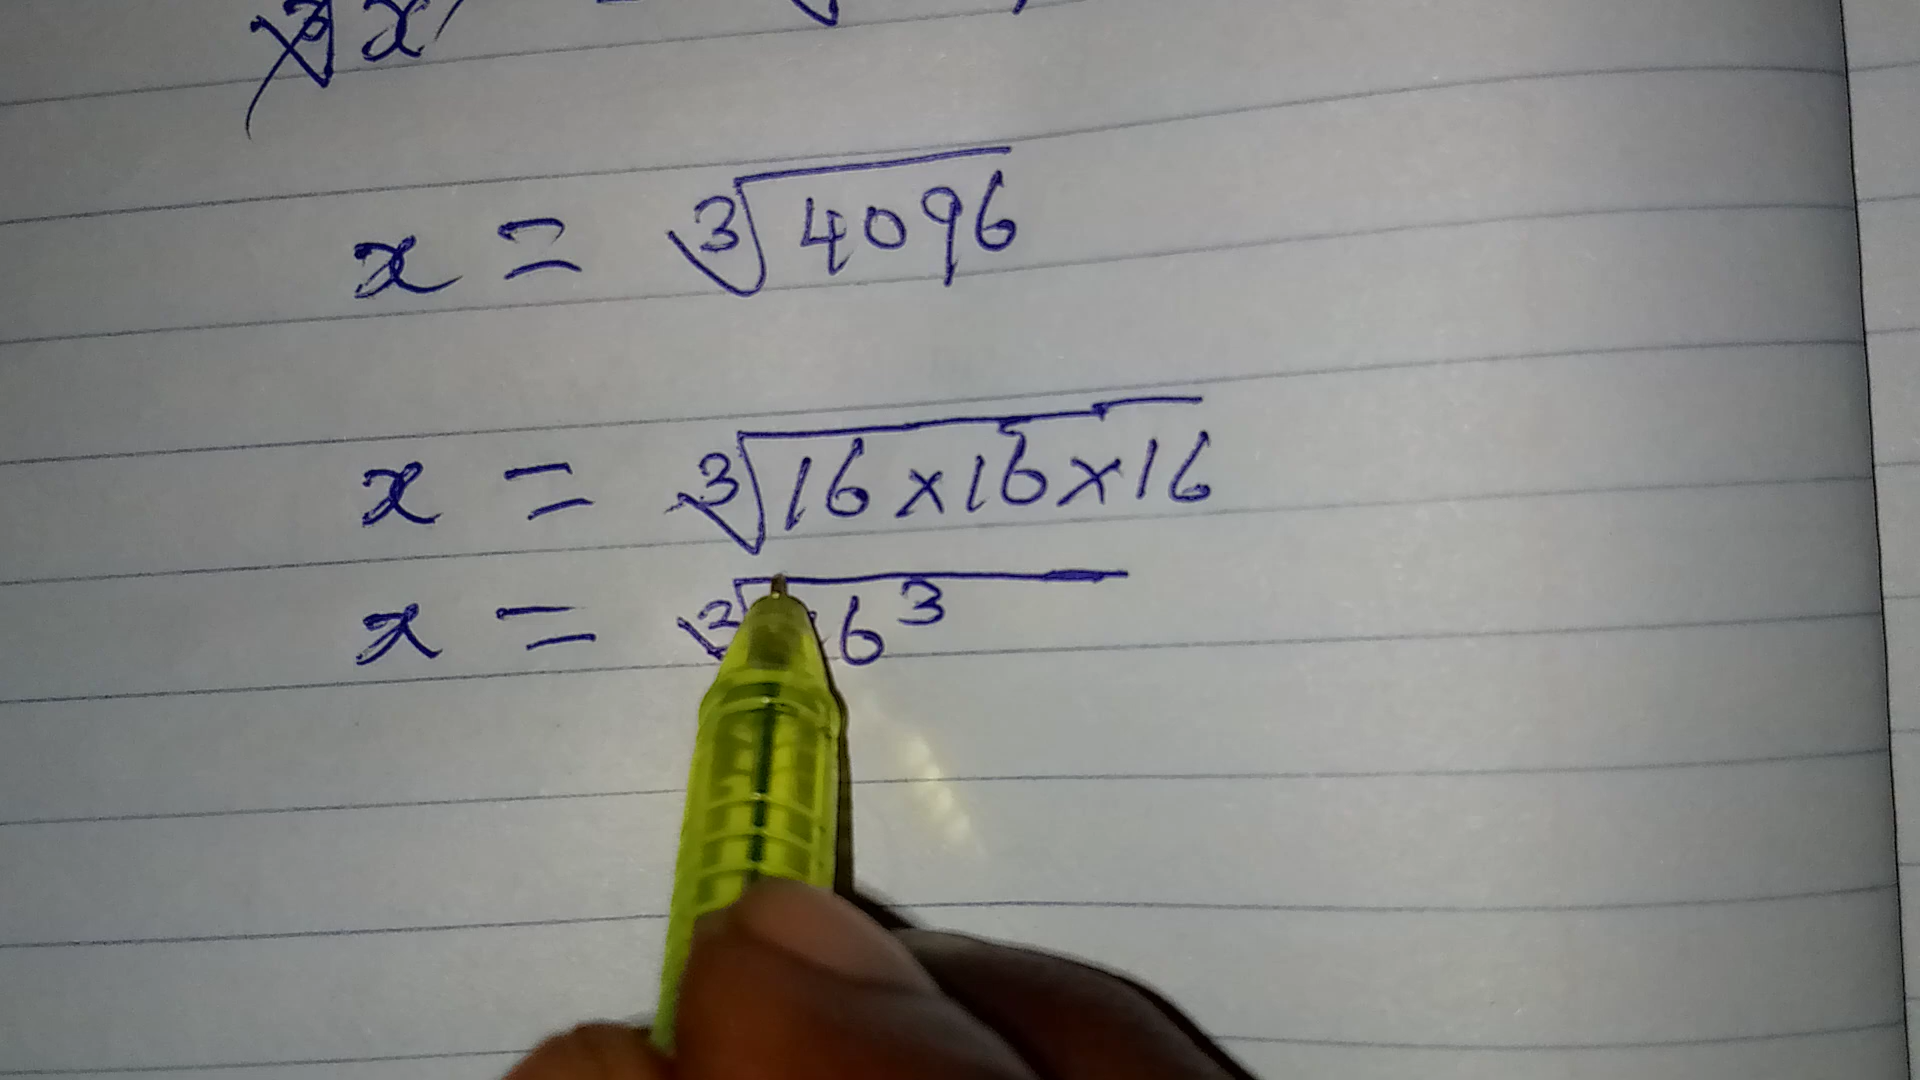 ∛x
x = ∛4096
x = ∛16×16×16
x = ∛16³